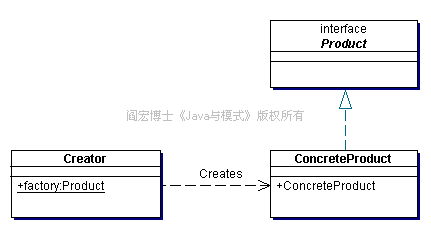 interface
Product
阎宏博士《Java与模式》版权所有
Creator
+factory:Product
Creates
ConcreteProduct
+ConcreteProduct